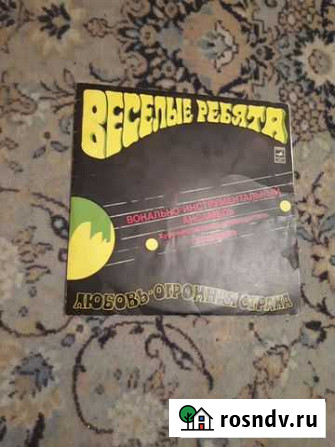 ВЕСЕЛЫЕ РЕБЯТА
ВОКАЛЬНО-ИНСТРУМЕНТАЛЬНЫЙ
АНСАМБЛЬ
ЛЮБОВЬ-ОГРОМНАЯ СТРАНА
rosndv.ru